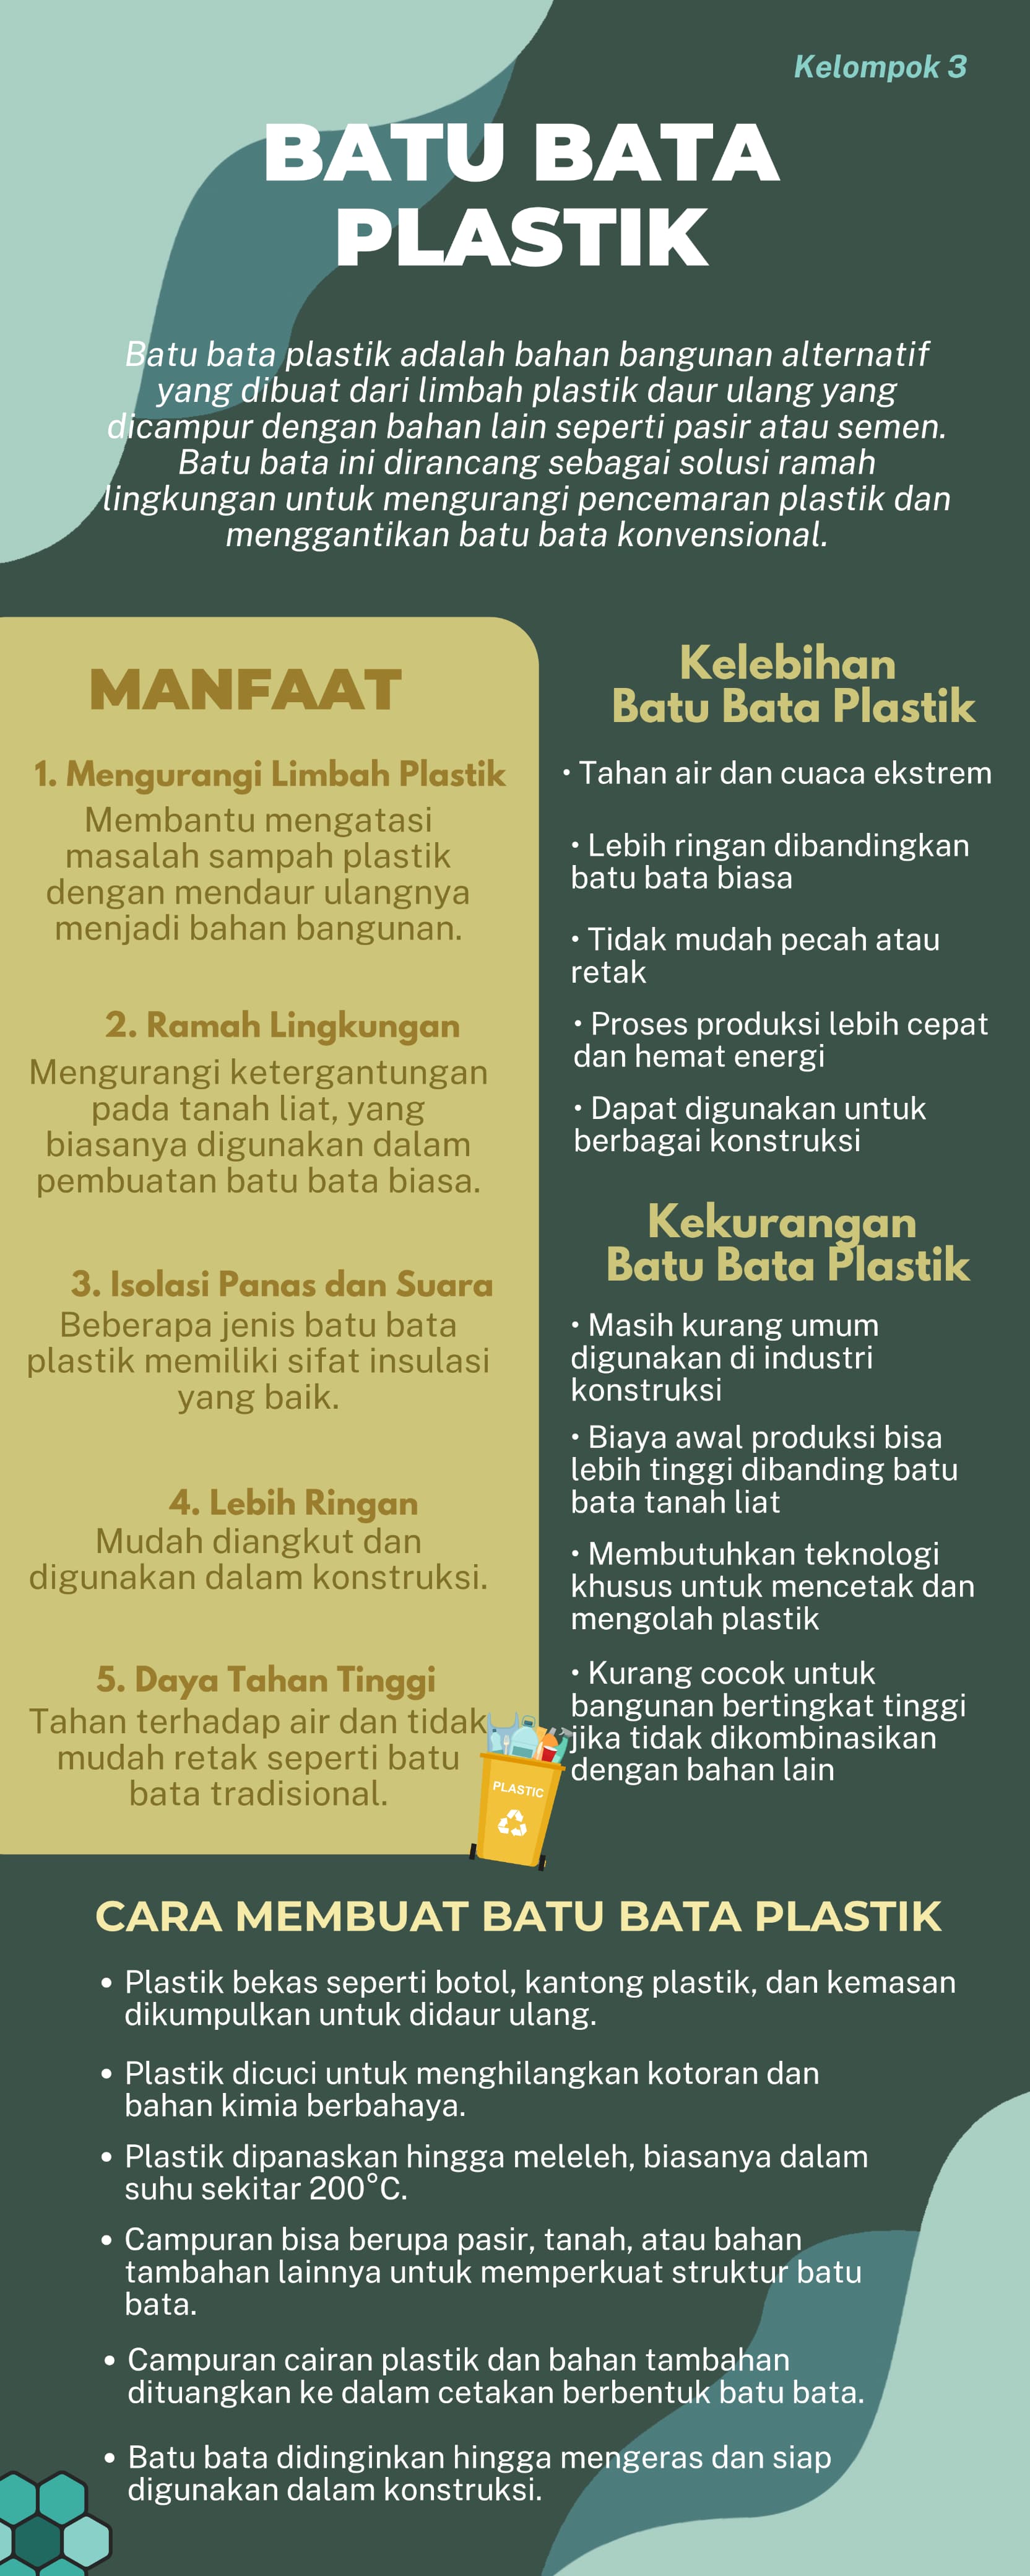 Kelompok 3
BATU BATA
PLASTIK
Batu bata plastik adalah bahan bangunan alternatif
yang dibuat dari limbah plastik daur ulang yang
dicampur dengan bahan lain seperti pasir atau semen.
Batu bata ini dirancang sebagai solusi ramah
lingkungan untuk mengurangi pencemaran plastik dan
menggantikan batu bata konvensional.
MANFAAT
1. Mengurangi Limbah Plastik
Membantu mengatasi
masalah sampah plastik
dengan mendaur ulangnya
menjadi bahan bangunan.
2. Ramah Lingkungan
Mengurangi ketergantungan
pada tanah liat, yang
biasanya digunakan dalam
pembuatan batu bata biasa.
3. Isolasi Panas dan Suara
Beberapa jenis batu bata
plastik memiliki sifat insulasi
yang baik.
4. Lebih Ringan
Mudah diangkut dan
digunakan dalam konstruksi.
5. Daya Tahan Tinggi
Tahan terhadap air dan tidak
mudah retak seperti batu
bata tradisional.
PLASTIC
Kelebihan
Batu Bata Plastik
• Tahan air dan cuaca ekstrem
• Lebih ringan dibandingkan
batu bata biasa
• Tidak mudah pecah atau
retak
• Proses produksi lebih cepat
dan hemat energi
• Dapat digunakan untuk
berbagai konstruksi
Kekurangan
Batu Bata Plastik
• Masih kurang umum
digunakan di industri
konstruksi
• Biaya awal produksi bisa
lebih tinggi dibanding batu
bata tanah liat
• Membutuhkan teknologi
khusus untuk mencetak dan
mengolah plastik
• Kurang cocok untuk
bangunan bertingkat tinggi
jika tidak dikombinasikan
dengan bahan lain
CARA MEMBUAT BATU BATA PLASTIK
• Plastik bekas seperti botol, kantong plastik, dan kemasan
dikumpulkan untuk didaur ulang.
• Plastik dicuci untuk menghilangkan kotoran dan
bahan kimia berbahaya.
• Plastik dipanaskan hingga meleleh, biasanya dalam
suhu sekitar 200°C.
• Campuran bisa berupa pasir, tanah, atau bahan
tambahan lainnya untuk memperkuat struktur batu
bata.
• Campuran cairan plastik dan bahan tambahan
dituangkan ke dalam cetakan berbentuk batu bata.
• Batu bata didinginkan hingga mengeras dan siap
digunakan dalam konstruksi.